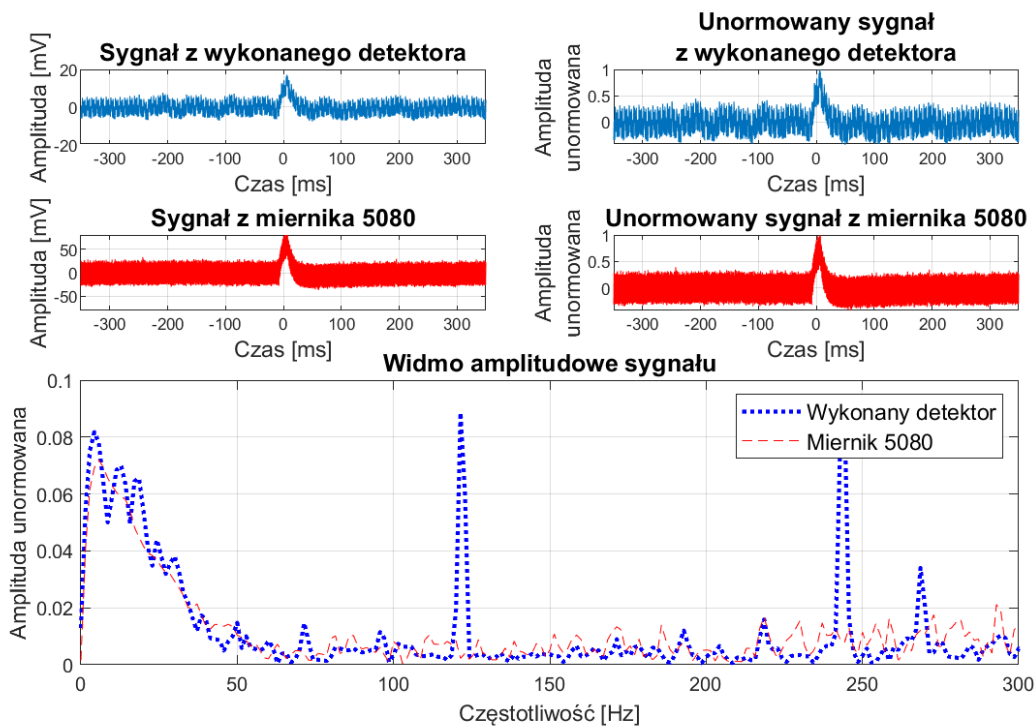 Sygnał z wykonanego detektora
Amplituda [mV]
20
0
-20
-300 -200 -100 0 100 200 300
Czas [ms]
Unormowany sygnał
z wykonanego detektora
Amplituda
unormowana
1
0.5
0
-300 -200 -100 0 100 200 300
Czas [ms]
Sygnał z miernika 5080
Amplituda [mV]
50
0
-50
-300 -200 -100 0 100 200 300
Czas [ms]
Unormowany sygnał z miernika 5080
Amplituda
unormowana
1
0.5
0
-300 -200 -100 0 100 200 300
Czas [ms]
Widmo amplitudowe sygnału
Amplituda unormowana
0.1
0.08
0.06
0.04
0.02
0
Wykonany detektor
Miernik 5080
0 50 100 150 200 250 300
Częstotliwość [Hz]